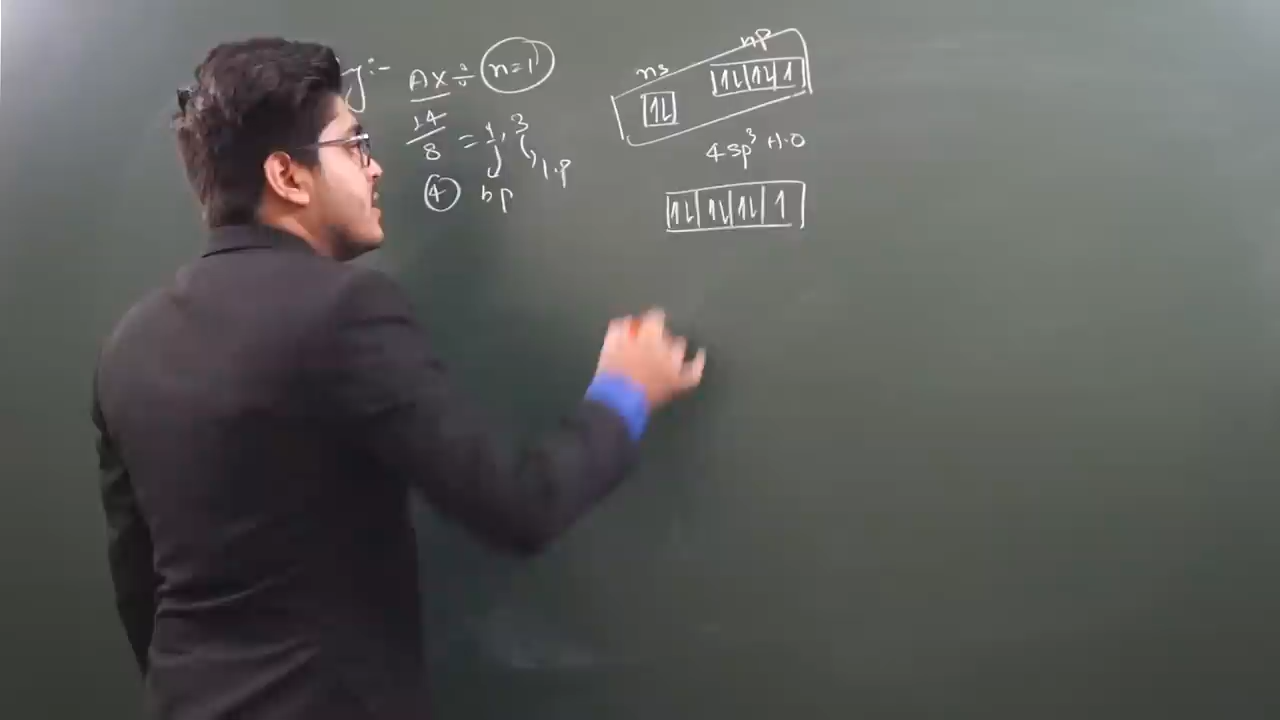 y:- AX ÷ n=1
14/8 = 1, 3
4 bp l.p
ns np
1L 1L 1L 1
4 sp³ H.O
1L 1L 1L 1